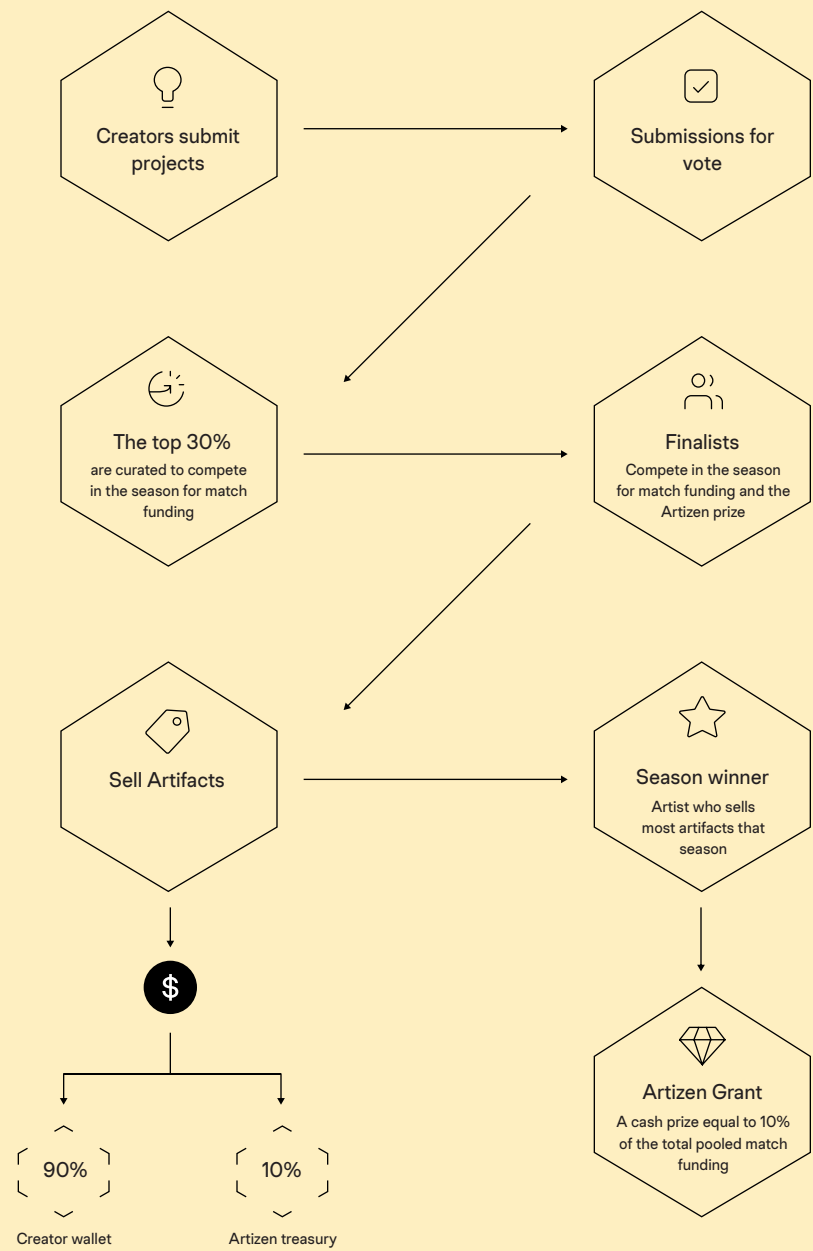 Creators submit
projects
Submissions for
vote
The top 30%
are curated to compete
in the season for match
funding
Finalists
Compete in the season
for match funding and the
Artizen prize
Sell Artifacts
Season winner
Artist who sells
most artifacts that
season
$
Artizen Grant
A cash prize equal to 10%
of the total pooled match
funding
90%
Creator wallet
10%
Artizen treasury